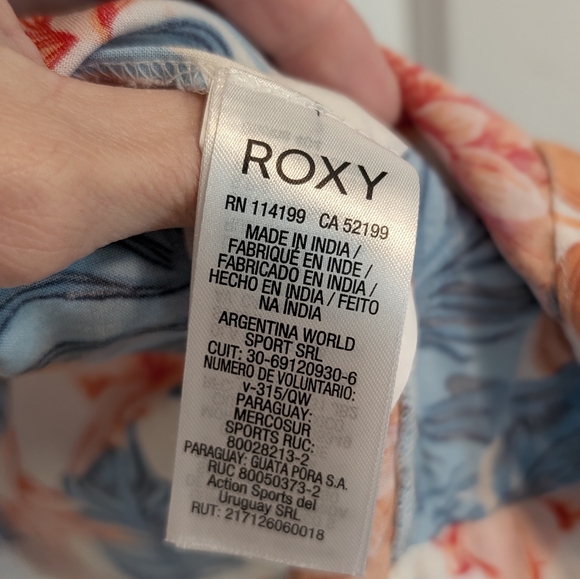 ROXY
RN 114199 CA 52199
MADE IN INDIA /
FABRIQUÉ EN INDE /
FABRICADO EN INDIA /
HECHO EN INDIA / FEITO
NA ÍNDIA
ARGENTINA WORLD
SPORT SRL
CUIT: 30-69120930-6
NUMERO DE VOLUNTARIO:
v-315/QW
PARAGUAY:
MERCOSUR
SPORTS RUC:
80028213-2
PARAGUAY: GUATA PORA S.A.
RUC 80050373-2
Action Sports del
Uruguay SRL
RUT: 217126060018